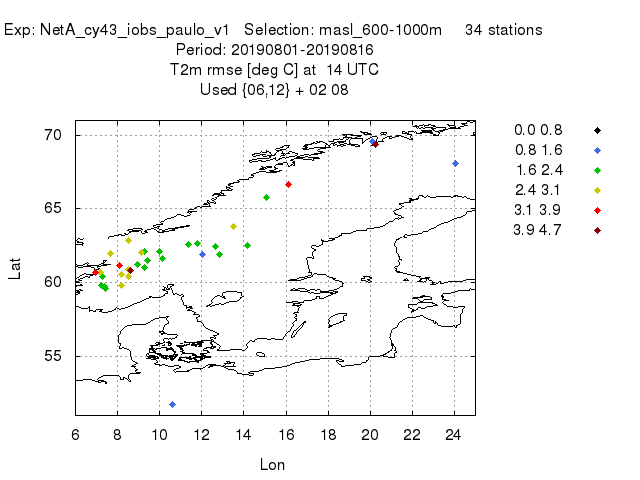 Exp: NetA_cy43_iobs_paulo_v1 Selection: masl_600-1000m 34 stations
Period: 20190801-20190816
T2m rmse [deg C] at 14 UTC
Used {06,12} + 02 08
70
65
60
55
Lat
6 8 10 12 14 16 18 20 22 24
Lon
0.0 0.8
0.8 1.6
1.6 2.4
2.4 3.1
3.1 3.9
3.9 4.7